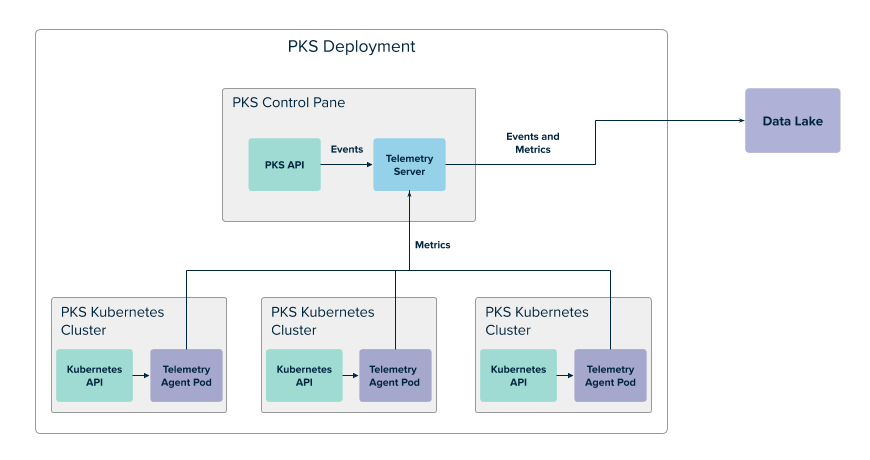 PKS Deployment
PKS Control Pane
Data Lake
Events and
Metrics
Events
PKS API
Telemetry
Server
Metrics
PKS Kubernetes
Cluster
Kubernetes
API
Telemetry
Agent Pod
PKS Kubernetes
Cluster
Kubernetes
API
Telemetry
Agent Pod
PKS Kubernetes
Cluster
Kubernetes
API
Telemetry
Agent Pod